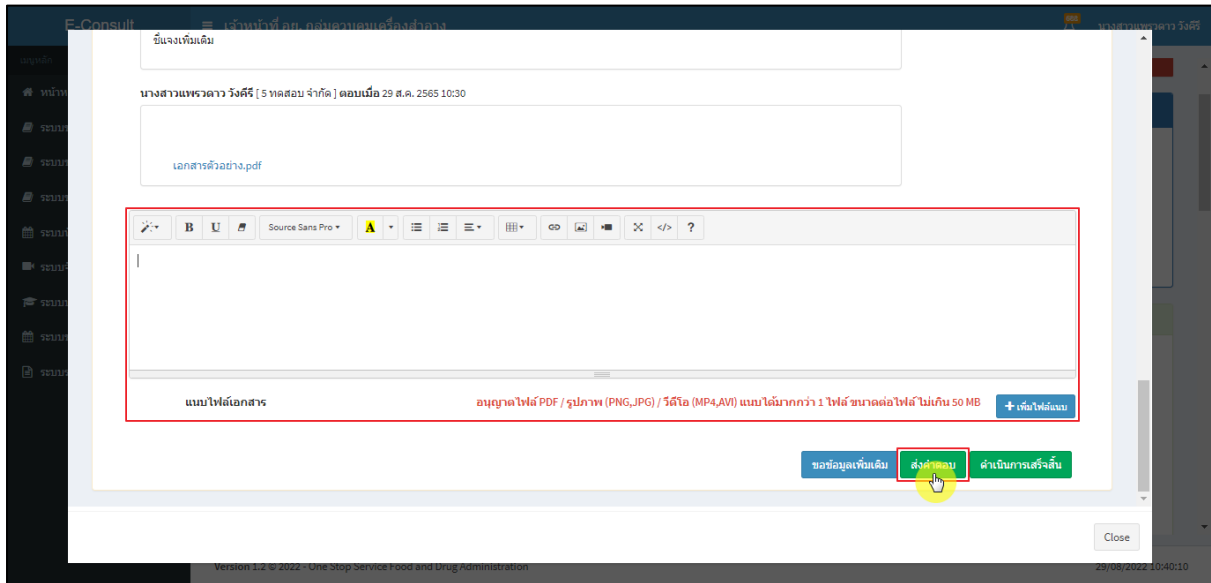 E-Consult
เจ้าหน้าที่ อย. กลุ่มควบคุมเครื่องสำอาง
นางสาวแพรวดาว วังคีรี
เมนูหลัก
ชี้แจงเพิ่มเติม
นางสาวแพรวดาว วังคีรี [ 5 ทดสอบ จำกัด ] ตอบเมื่อ 29 ส.ค. 2565 10:30
เอกสารตัวอย่าง.pdf
B U Source Sans Pro A </> ?
แนบไฟล์เอกสาร
อนุญาตไฟล์ PDF / รูปภาพ (PNG,JPG) / วีดีโอ (MP4,AVI) แนบได้มากกว่า 1 ไฟล์ ขนาดต่อไฟล์ ไม่เกิน 50 MB
+ เพิ่มไฟล์แนบ
ขอข้อมูลเพิ่มเติม ส่งคำตอบ ดำเนินการเสร็จสิ้น
Close
Version 1.2 © 2022 - One Stop Service Food and Drug Administration
29/08/2022 10:40:10